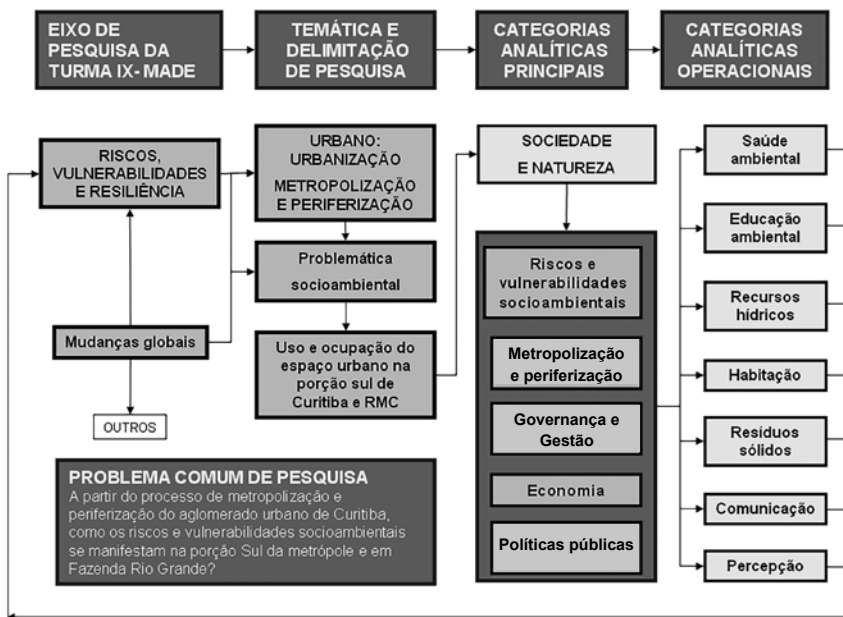 EIXO DE
PESQUISA DA
TURMA IX- MADE
TEMÁTICA E
DELIMITAÇÃO
DE PESQUISA
CATEGORIAS
ANALÍTICAS
PRINCIPAIS
CATEGORIAS
ANALÍTICAS
OPERACIONAIS
RISCOS,
VULNERABILIDADES
E RESILIÊNCIA
Mudanças globais
OUTROS
URBANO:
URBANIZAÇÃO
METROPOLIZAÇÃO
E PERIFERIZAÇÃO
Problemática
socioambiental
Uso e ocupação do
espaço urbano na
porção sul de
Curitiba e RMC
SOCIEDADE
E NATUREZA
Riscos e
vulnerabilidades
socioambientais
Metropolização
e periferização
Governança e
Gestão
Economia
Políticas públicas
Saúde
ambiental
Educação
ambiental
Recursos
hídricos
Habitação
Resíduos
sólidos
Comunicação
Percepção
PROBLEMA COMUM DE PESQUISA
A partir do processo de metropolização e
periferização do aglomerado urbano de Curitiba,
como os riscos e vulnerabilidades socioambientais
se manifestam na porção Sul da metrópole e em
Fazenda Rio Grande?